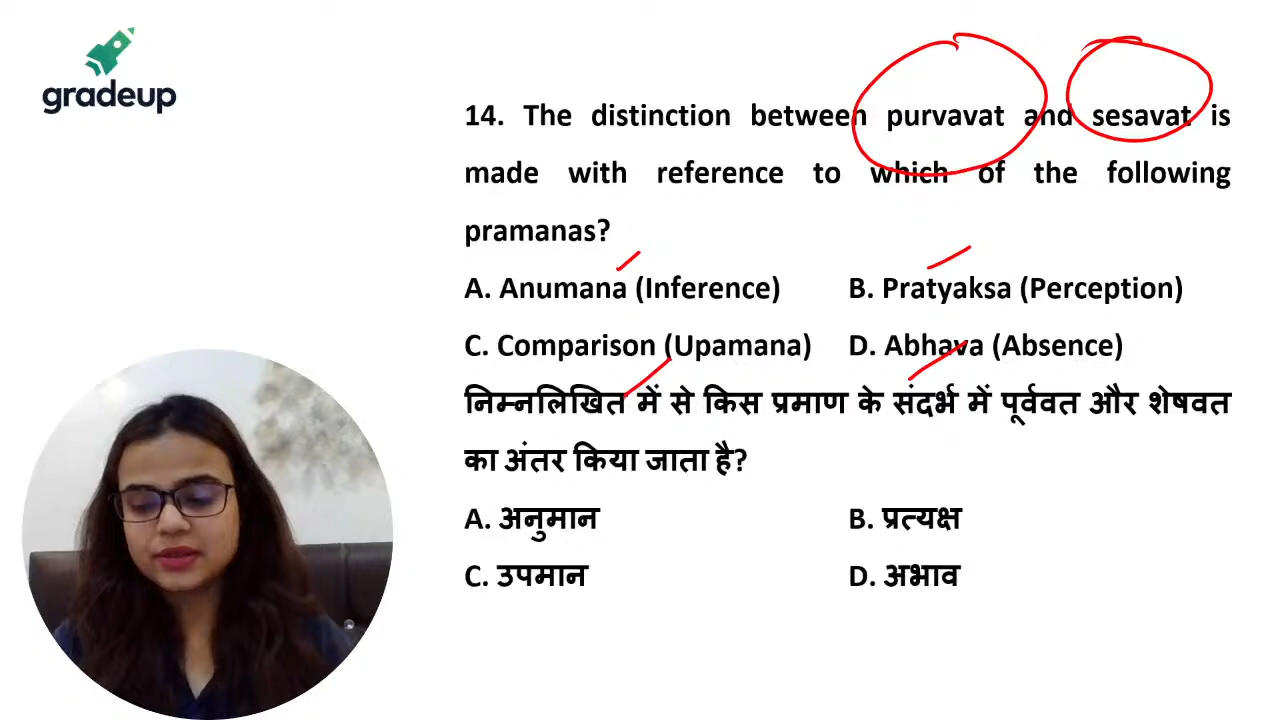 gradeup
14. The distinction between purvavat and sesavat is
made with reference to which of the following
pramanas?
A. Anumana (Inference) B. Pratyaksa (Perception)
C. Comparison (Upamana) D. Abhava (Absence)
निम्नलिखित में से किस प्रमाण के संदर्भ में पूर्ववत और शेषवत
का अंतर किया जाता है?
A. अनुमान B. प्रत्यक्ष
C. उपमान D. अभाव